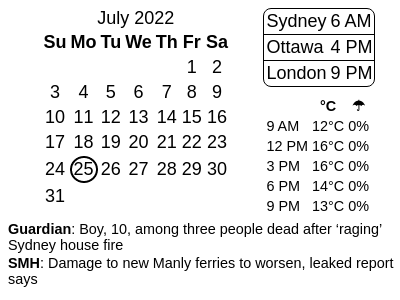 July 2022
Su Mo Tu We Th Fr Sa
1 2
3 4 5 6 7 8 9
10 11 12 13 14 15 16
17 18 19 20 21 22 23
24 25 26 27 28 29 30
31
Sydney 6 AM
Ottawa 4 PM
London 9 PM
°C ☂
9 AM 12°C 0%
12 PM 16°C 0%
3 PM 16°C 0%
6 PM 14°C 0%
9 PM 13°C 0%
Guardian: Boy, 10, among three people dead after ‘raging’
Sydney house fire
SMH: Damage to new Manly ferries to worsen, leaked report
says